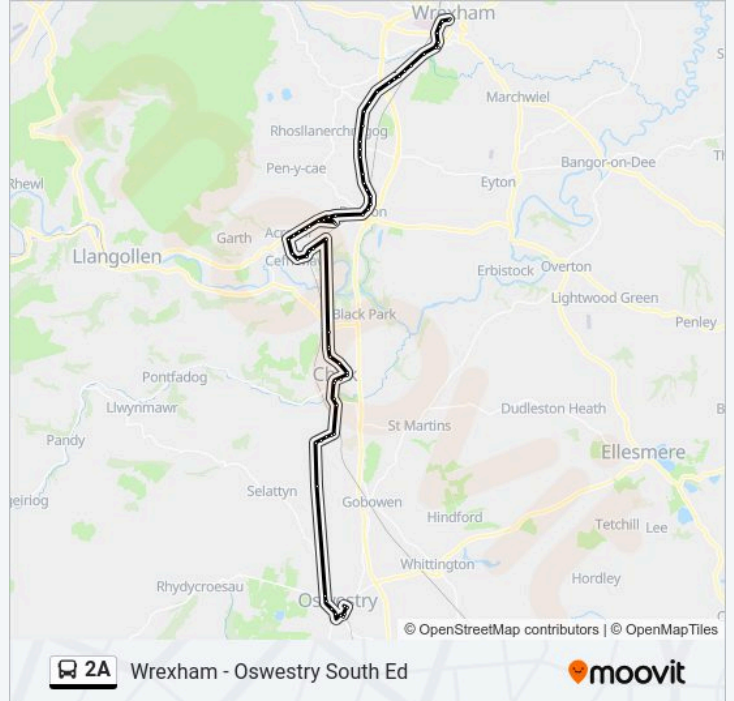 Wrexham
Marchwiel
Rhosllanerchrugog
Bangor-on-Dee
Pen-y-cae
Eyton
Rhewl
Garth
Llangollen
Erbistock
Overton
Lightwood Green
Black Park
Penley
Pontfadog
Llwynmawr
Dudleston Heath
St Martins
Pandy
Ellesmere
Selattyn
Gobowen
Hindford
Tetchill
Lee
Whittington
Hordley
Rhydycroesau
Oswestry
© OpenStreetMap contributors | © OpenMapTiles
2A Wrexham - Oswestry South Ed
moovit